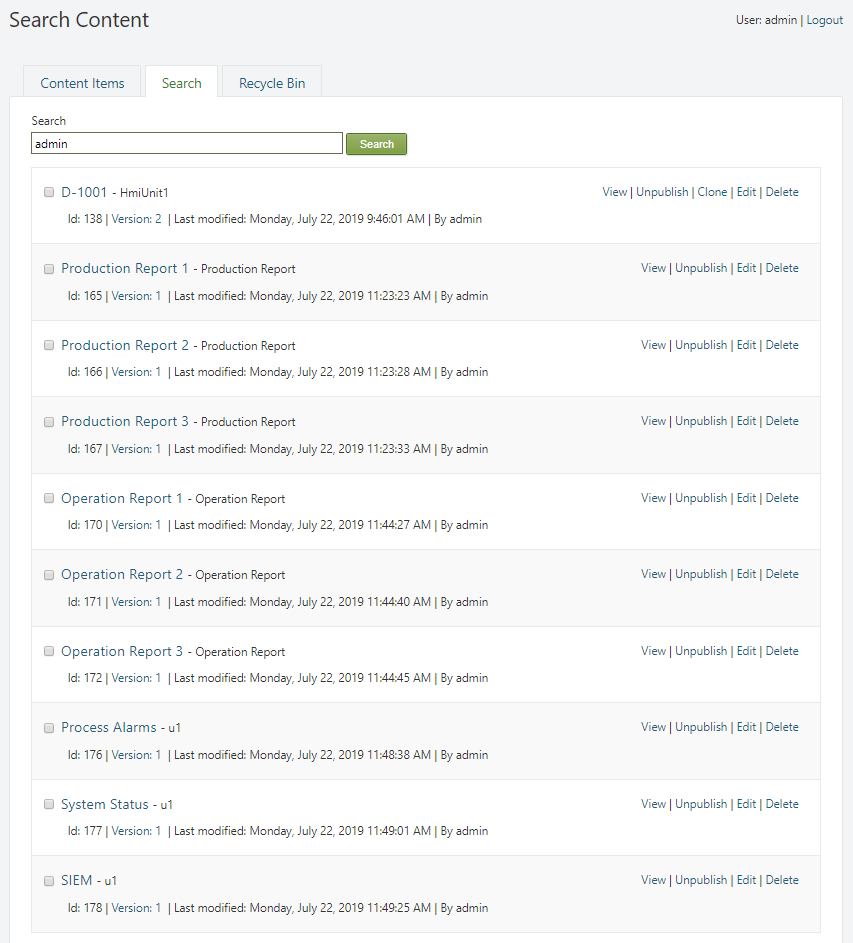 Search Content
User: admin | Logout
Content Items
Search
Recycle Bin
Search
admin
Search
D-1001 - HmiUnit1
View | Unpublish | Clone | Edit | Delete
Id: 138 | Version: 2 | Last modified: Monday, July 22, 2019 9:46:01 AM | By admin
Production Report 1 - Production Report
View | Unpublish | Edit | Delete
Id: 165 | Version: 1 | Last modified: Monday, July 22, 2019 11:23:23 AM | By admin
Production Report 2 - Production Report
View | Unpublish | Edit | Delete
Id: 166 | Version: 1 | Last modified: Monday, July 22, 2019 11:23:28 AM | By admin
Production Report 3 - Production Report
View | Unpublish | Edit | Delete
Id: 167 | Version: 1 | Last modified: Monday, July 22, 2019 11:23:33 AM | By admin
Operation Report 1 - Operation Report
View | Unpublish | Edit | Delete
Id: 170 | Version: 1 | Last modified: Monday, July 22, 2019 11:44:27 AM | By admin
Operation Report 2 - Operation Report
View | Unpublish | Edit | Delete
Id: 171 | Version: 1 | Last modified: Monday, July 22, 2019 11:44:40 AM | By admin
Operation Report 3 - Operation Report
View | Unpublish | Edit | Delete
Id: 172 | Version: 1 | Last modified: Monday, July 22, 2019 11:44:45 AM | By admin
Process Alarms - u1
View | Unpublish | Edit | Delete
Id: 176 | Version: 1 | Last modified: Monday, July 22, 2019 11:48:38 AM | By admin
System Status - u1
View | Unpublish | Edit | Delete
Id: 177 | Version: 1 | Last modified: Monday, July 22, 2019 11:49:01 AM | By admin
SIEM - u1
View | Unpublish | Edit | Delete
Id: 178 | Version: 1 | Last modified: Monday, July 22, 2019 11:49:25 AM | By admin